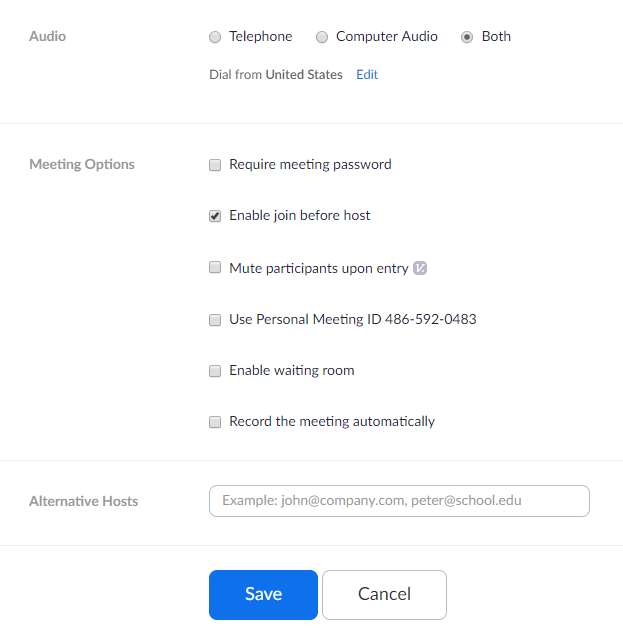 Audio
Telephone Computer Audio Both
Dial from United States Edit
Meeting Options
Require meeting password
Enable join before host
Mute participants upon entry
Use Personal Meeting ID 486-592-0483
Enable waiting room
Record the meeting automatically
Alternative Hosts
Example: john@company.com, peter@school.edu
Save Cancel